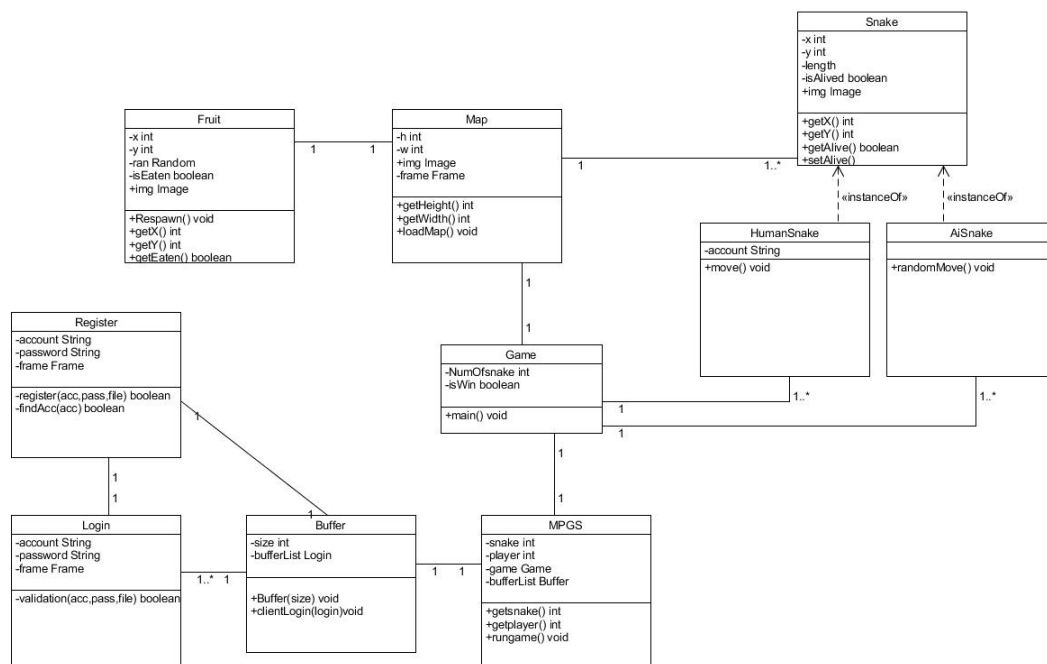 Snake
-x int
-y int
-length
-isAlived boolean
+img Image
+getX() int
+getY() int
+getAlive() boolean
+setAlive()
Fruit
-x int
-y int
-ran Random
-isEaten boolean
+img Image
+Respawn() void
+getX() int
+getY() int
+getEaten() boolean
1
1
Map
-h int
-w int
+img Image
-frame Frame
+getHeight() int
+getWidth() int
+loadMap() void
1
1..*
«instanceOf»
«instanceOf»
HumanSnake
-account String
+move() void
AiSnake
+randomMove() void
1
1
Register
-account String
-password String
-frame Frame
-register(acc,pass,file) boolean
-findAcc(acc) boolean
Game
-NumOfsnake int
-isWin boolean
+main() void
1
1..*
1
1..*
1
1
1
1
1
1
Login
-account String
-password String
-frame Frame
-validation(acc,pass,file) boolean
1..*
1
Buffer
-size int
-bufferList Login
+Buffer(size) void
+clientLogin(login)void
1
1
MPGS
-snake int
-player int
-game Game
-bufferList Buffer
+getsnake() int
+getplayer() int
+rungame() void